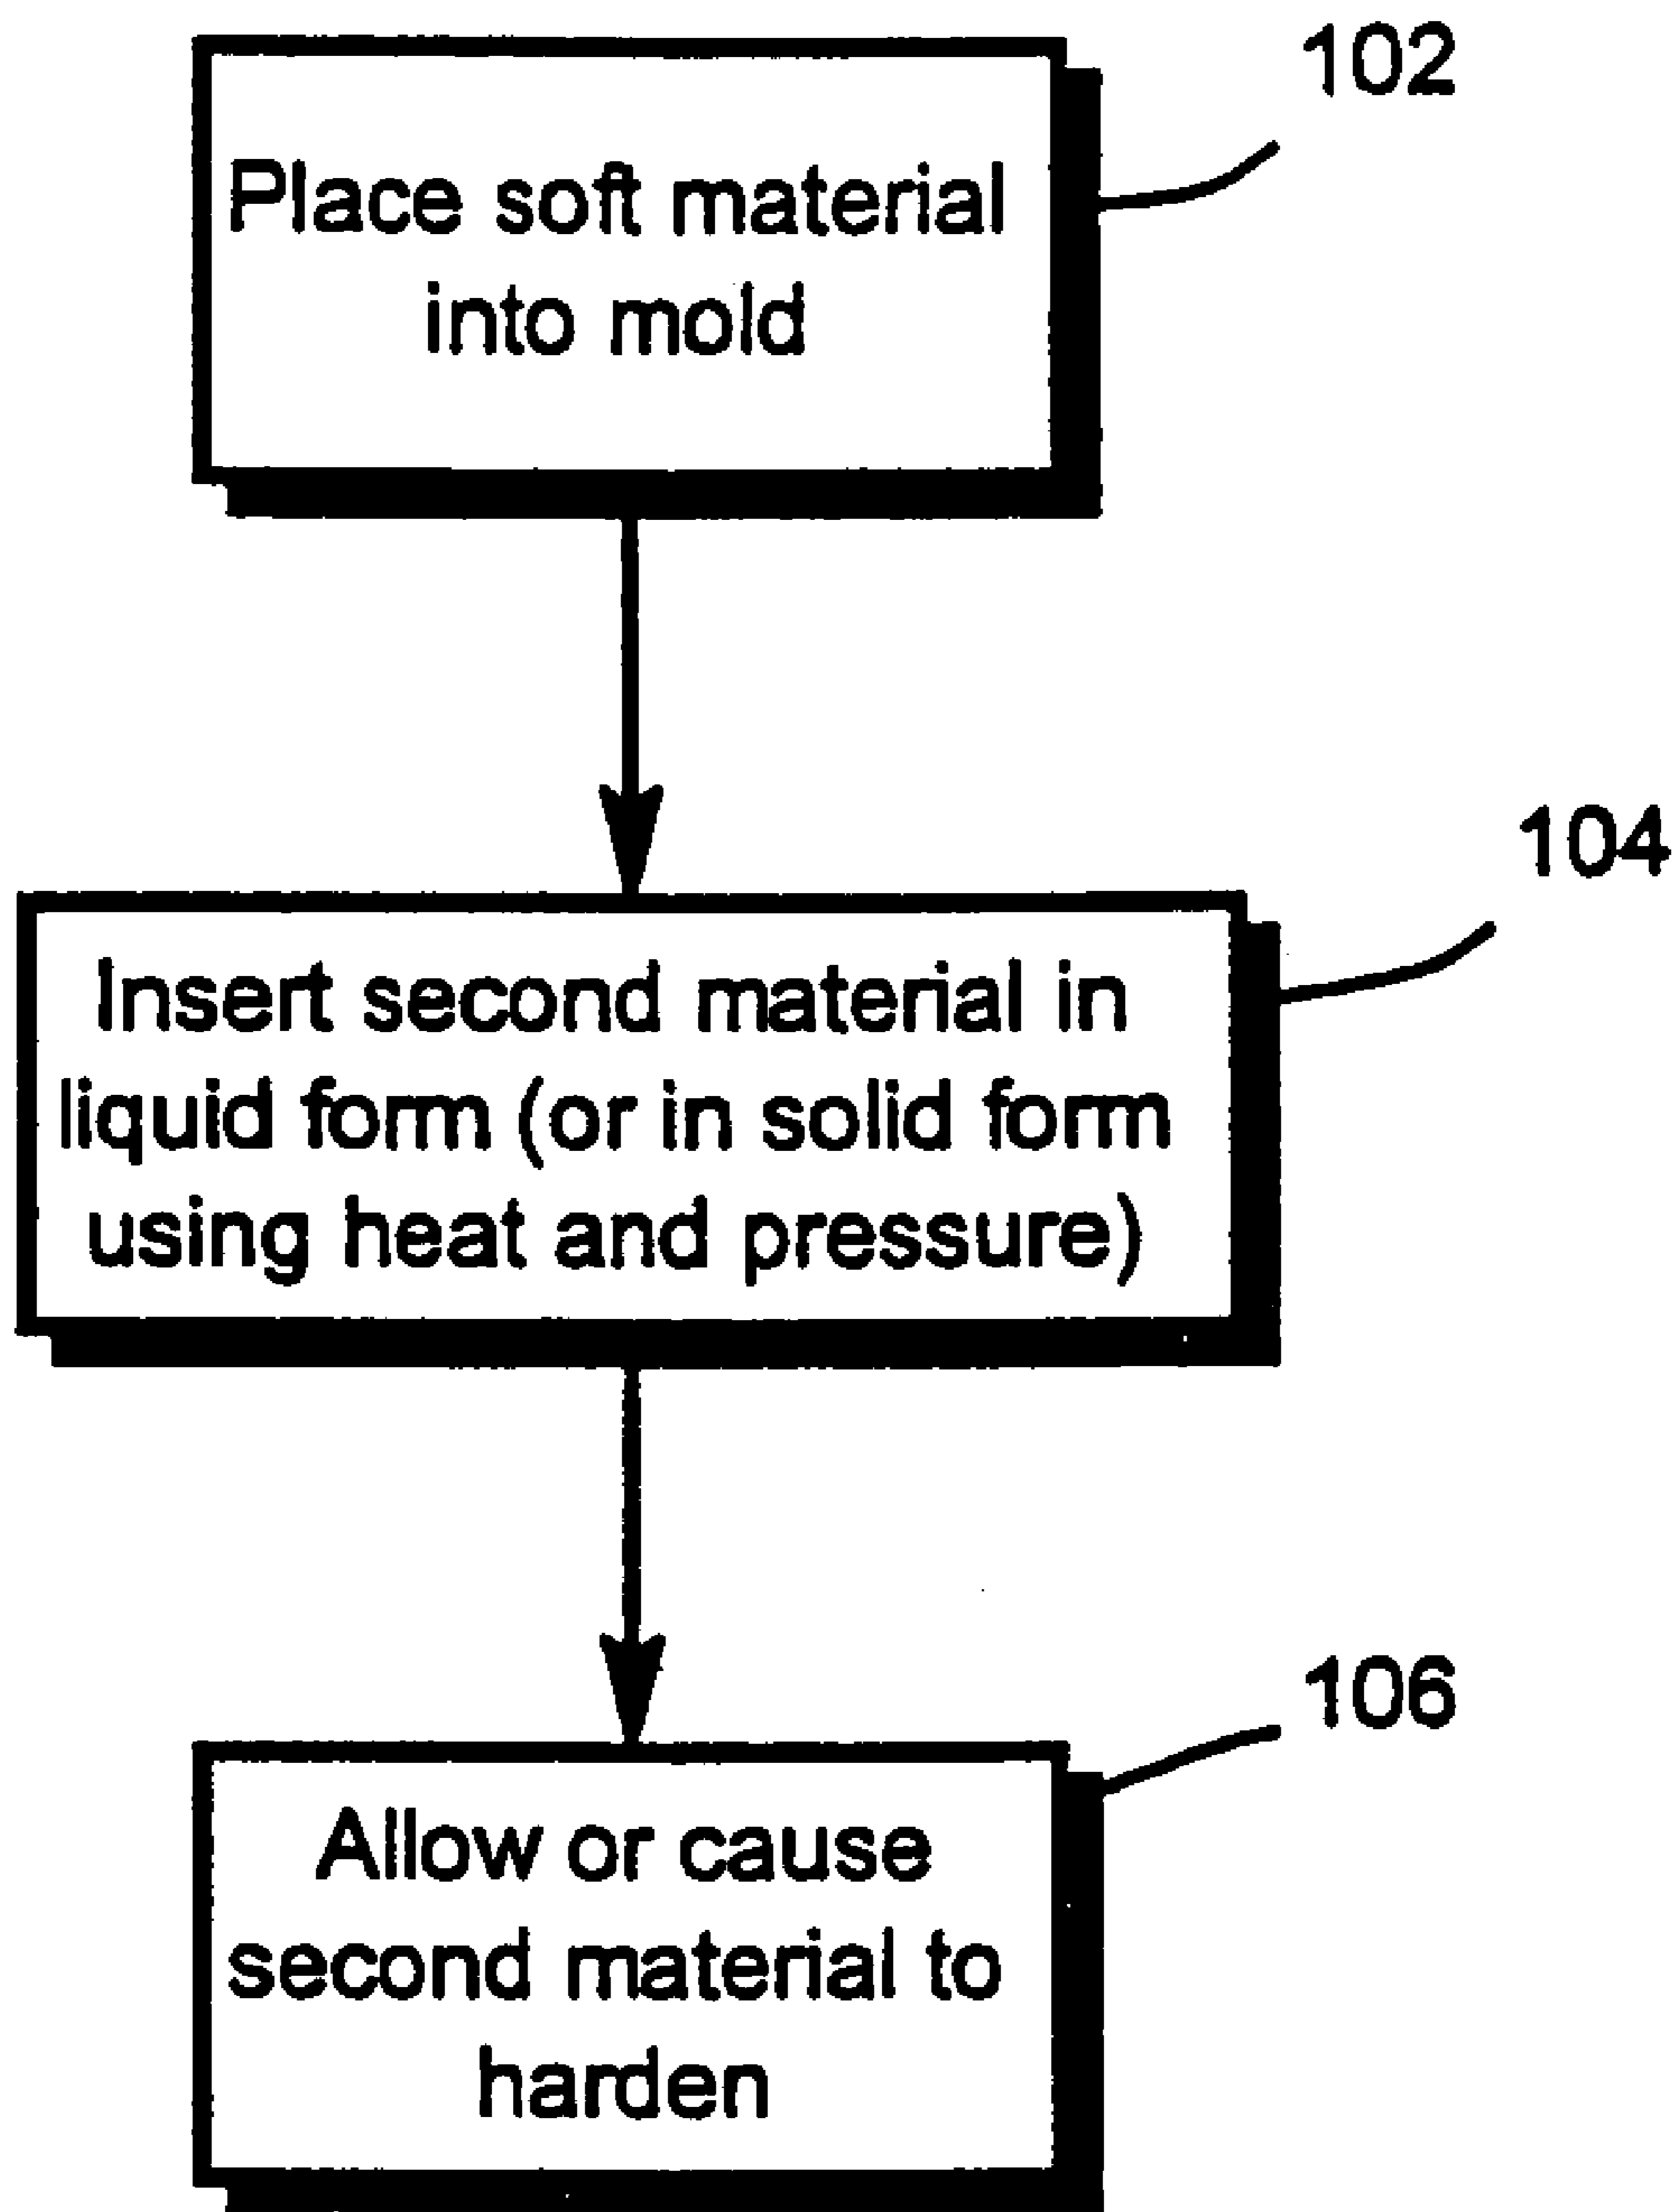 102
Place soft material
into mold
104
Insert second material in
liquid form (or in solid form
using heat and pressure)
106
Allow or cause
second material to
harden